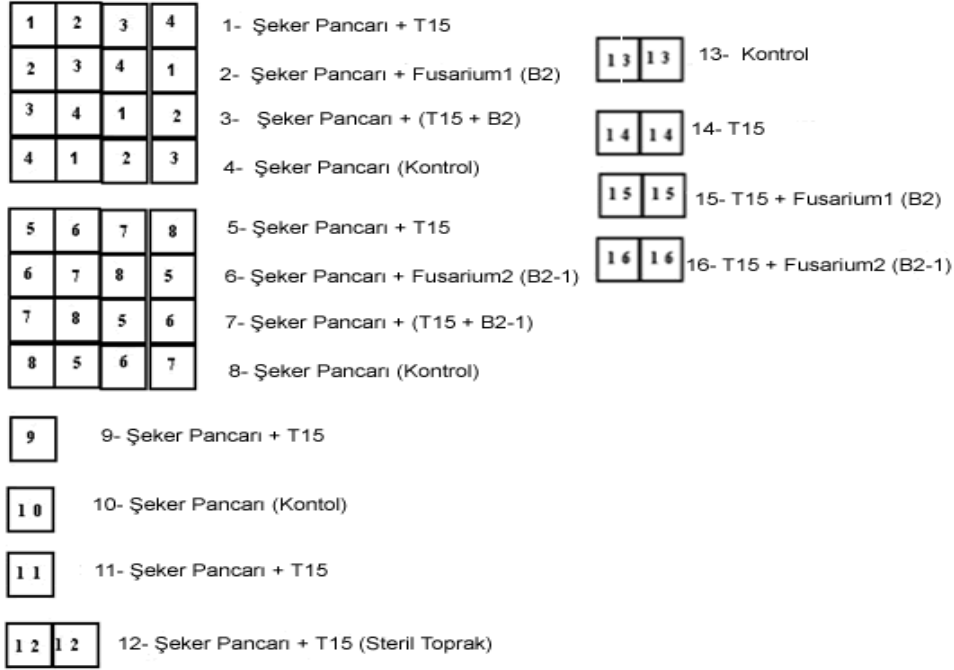 1 2 3 4
1- Şeker Pancarı + T15
2 3 4 1
2- Şeker Pancarı + Fusarium1 (B2)
3 4 1 2
3- Şeker Pancarı + (T15 + B2)
4 1 2 3
4- Şeker Pancarı (Kontrol)
5 6 7 8
5- Şeker Pancarı + T15
6 7 8 5
6- Şeker Pancarı + Fusarium2 (B2-1)
7 8 5 6
7- Şeker Pancarı + (T15 + B2-1)
8 5 6 7
8- Şeker Pancarı (Kontrol)
9
9- Şeker Pancarı + T15
10
10- Şeker Pancarı (Kontol)
11
11- Şeker Pancarı + T15
12 12
12- Şeker Pancarı + T15 (Steril Toprak)
13 13
13- Kontrol
14 14
14- T15
15 15
15- T15 + Fusarium1 (B2)
16 16
16- T15 + Fusarium2 (B2-1)